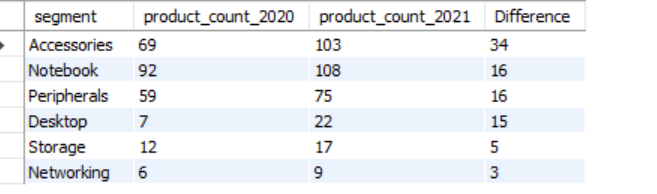 segment product_count_2020 product_count_2021 Difference
Accessories 69 103 34
Notebook 92 108 16
Peripherals 59 75 16
Desktop 7 22 15
Storage 12 17 5
Networking 6 9 3